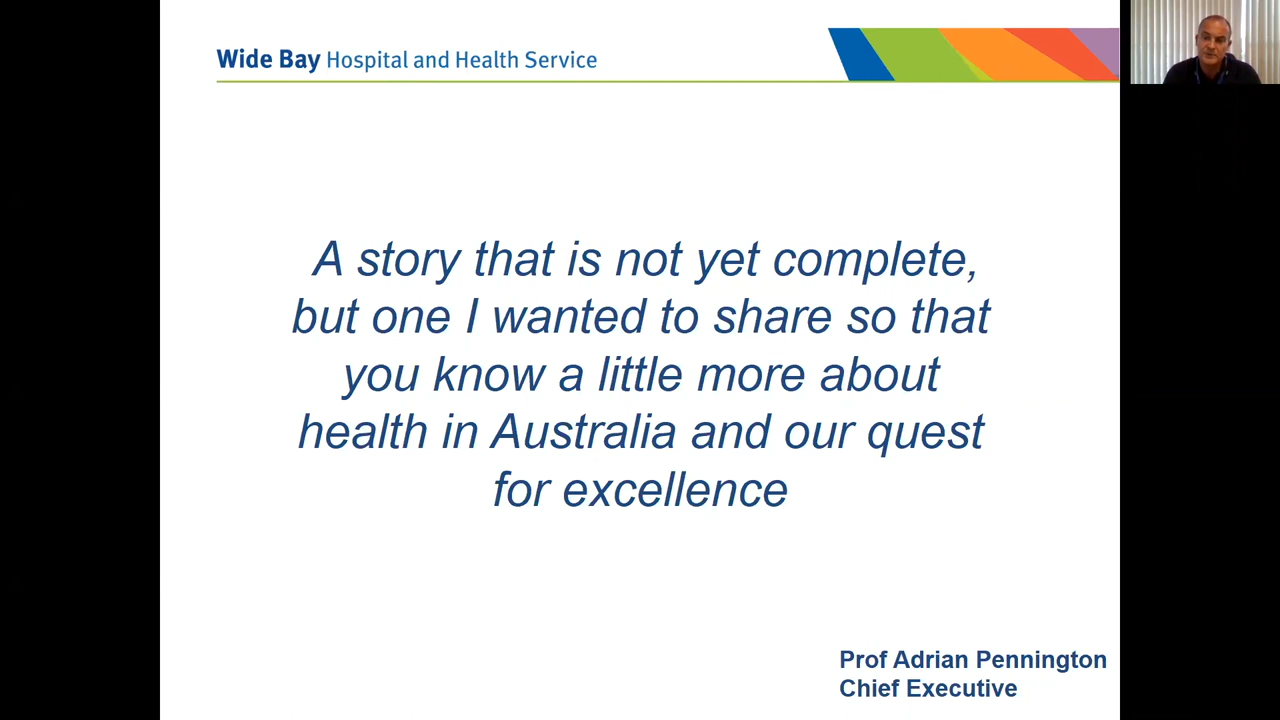 Wide Bay Hospital and Health Service
A story that is not yet complete,
but one I wanted to share so that
you know a little more about
health in Australia and our quest
for excellence
Prof Adrian Pennington
Chief Executive